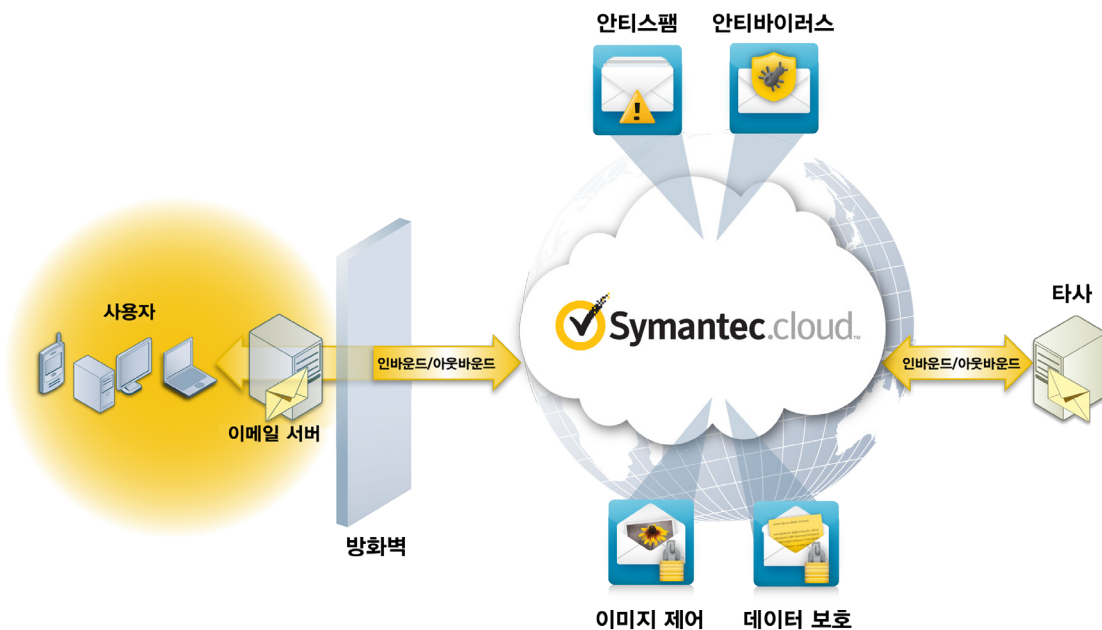 안티스팸
안티바이러스
사용자
이메일 서버
인바운드/아웃바운드
방화벽
Symantec.cloud™
인바운드/아웃바운드
타사
이미지 제어
데이터 보호